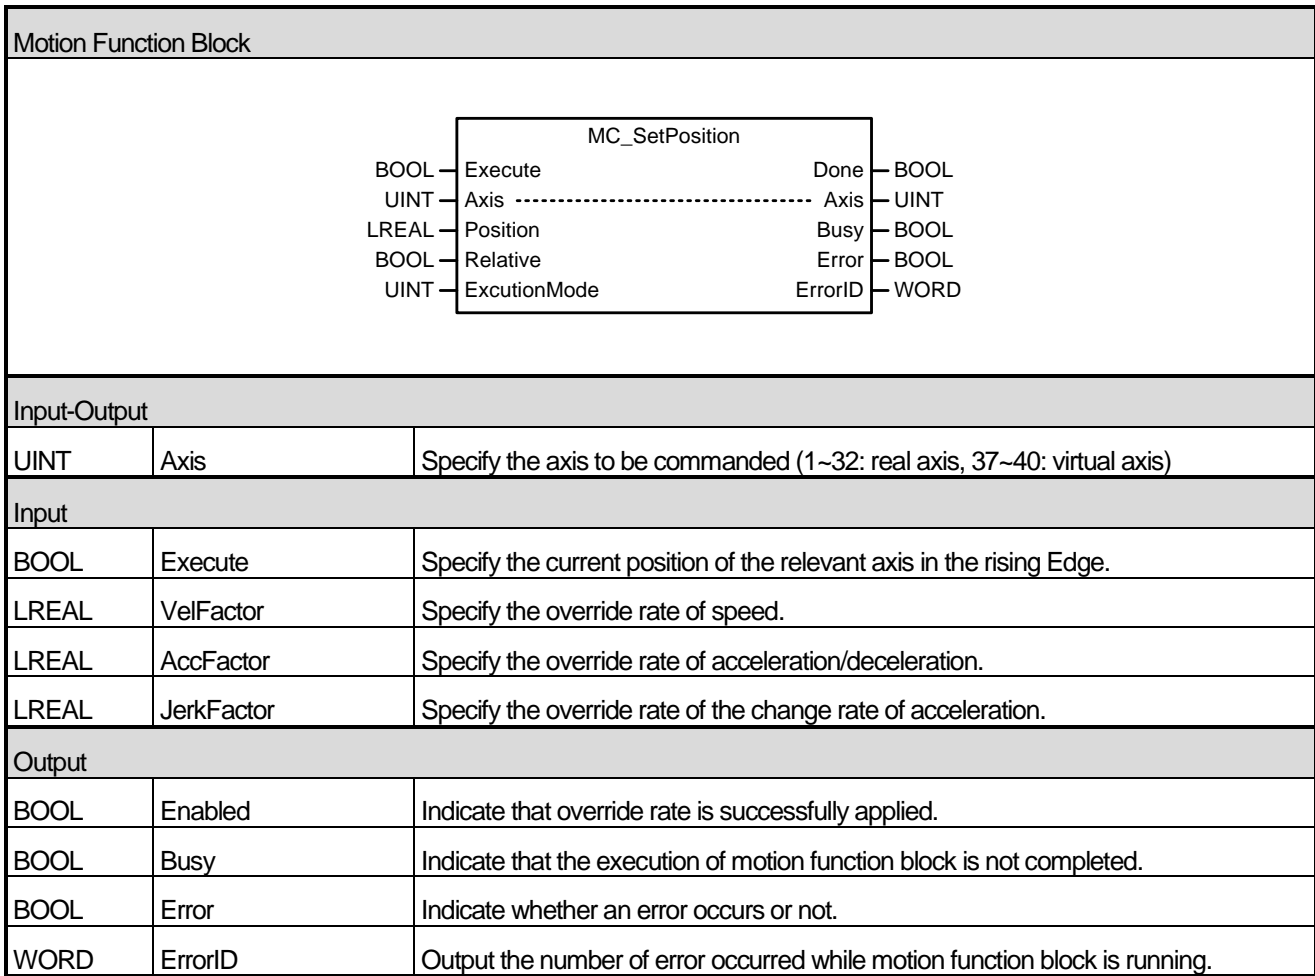 Motion Function Block
MC_SetPosition
BOOL Execute Done BOOL
UINT Axis Axis UINT
LREAL Position Busy BOOL
BOOL Relative Error BOOL
UINT ExcutionMode ErrorID WORD
Input-Output
UINT Axis Specify the axis to be commanded (1~32: real axis, 37~40: virtual axis)
Input
BOOL Execute Specify the current position of the relevant axis in the rising Edge.
LREAL VelFactor Specify the override rate of speed.
LREAL AccFactor Specify the override rate of acceleration/deceleration.
LREAL JerkFactor Specify the override rate of the change rate of acceleration.
Output
BOOL Enabled Indicate that override rate is successfully applied.
BOOL Busy Indicate that the execution of motion function block is not completed.
BOOL Error Indicate whether an error occurs or not.
WORD ErrorID Output the number of error occurred while motion function block is running.